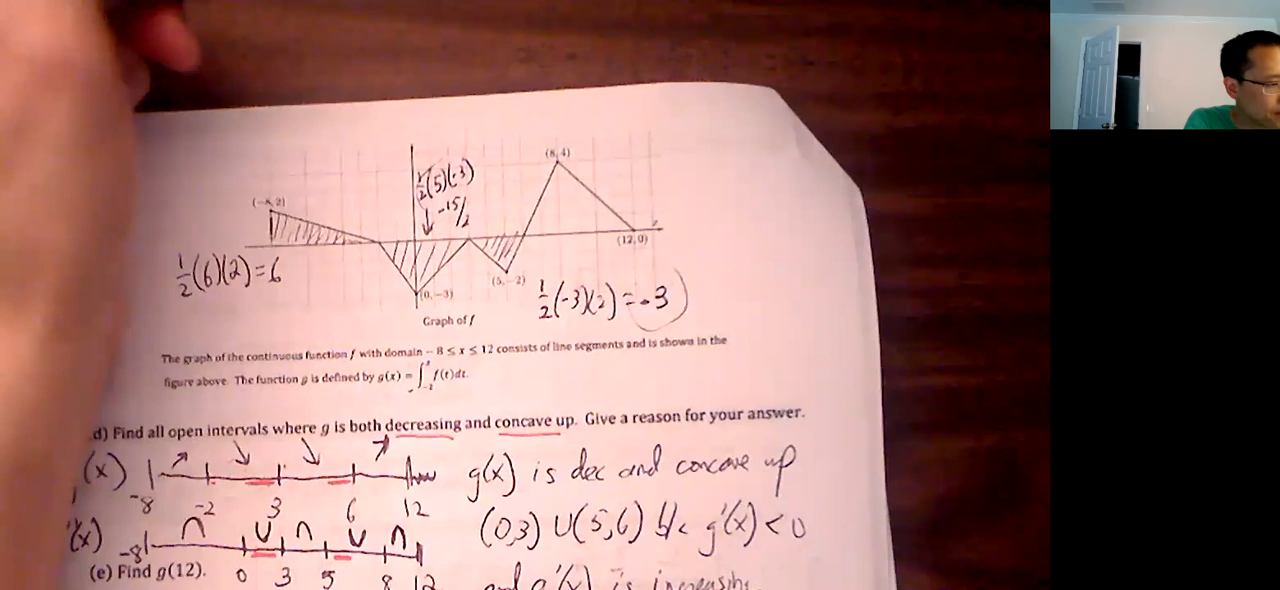 (8, 4)
½(5)(-3)
-15/2
(-8, 2)
(12, 0)
½(6)(2)=6
(5, -2)
(0, -3)
½(-3)(2)=-3
Graph of f
The graph of the continuous function f with domain − 8 ≤ x ≤ 12 consists of line segments and is shown in the
figure above. The function g is defined by g(x) = ∫₋₂ˣ f(t)dt.
d) Find all open intervals where g is both decreasing and concave up. Give a reason for your answer.
(x)
-8 -2 3 6 12
g(x) is dec and concave up
'(x) -8
(0,3) U (5,6) b/c g'(x) < 0
(e) Find g(12). 0 3 5 8 12
and g'(x) is increasing